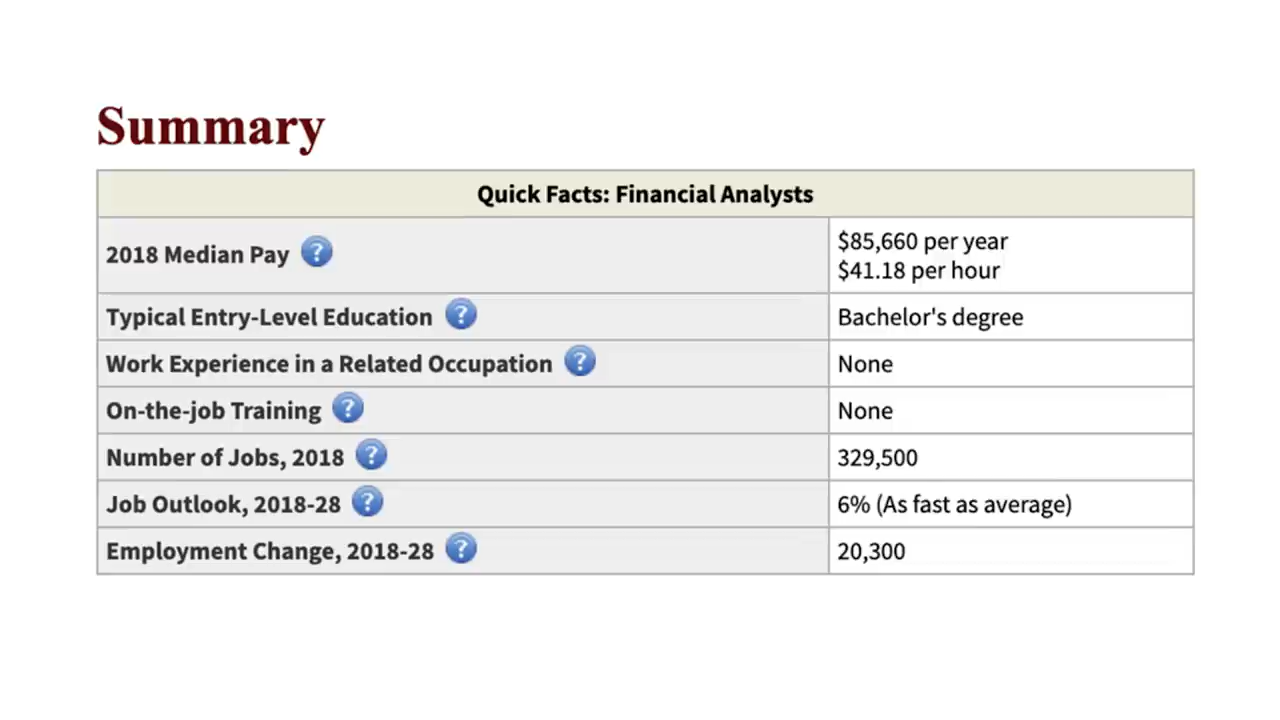 Summary
Quick Facts: Financial Analysts
2018 Median Pay ?
$85,660 per year
$41.18 per hour
Typical Entry-Level Education ?
Bachelor's degree
Work Experience in a Related Occupation ?
None
On-the-job Training ?
None
Number of Jobs, 2018 ?
329,500
Job Outlook, 2018-28 ?
6% (As fast as average)
Employment Change, 2018-28 ?
20,300